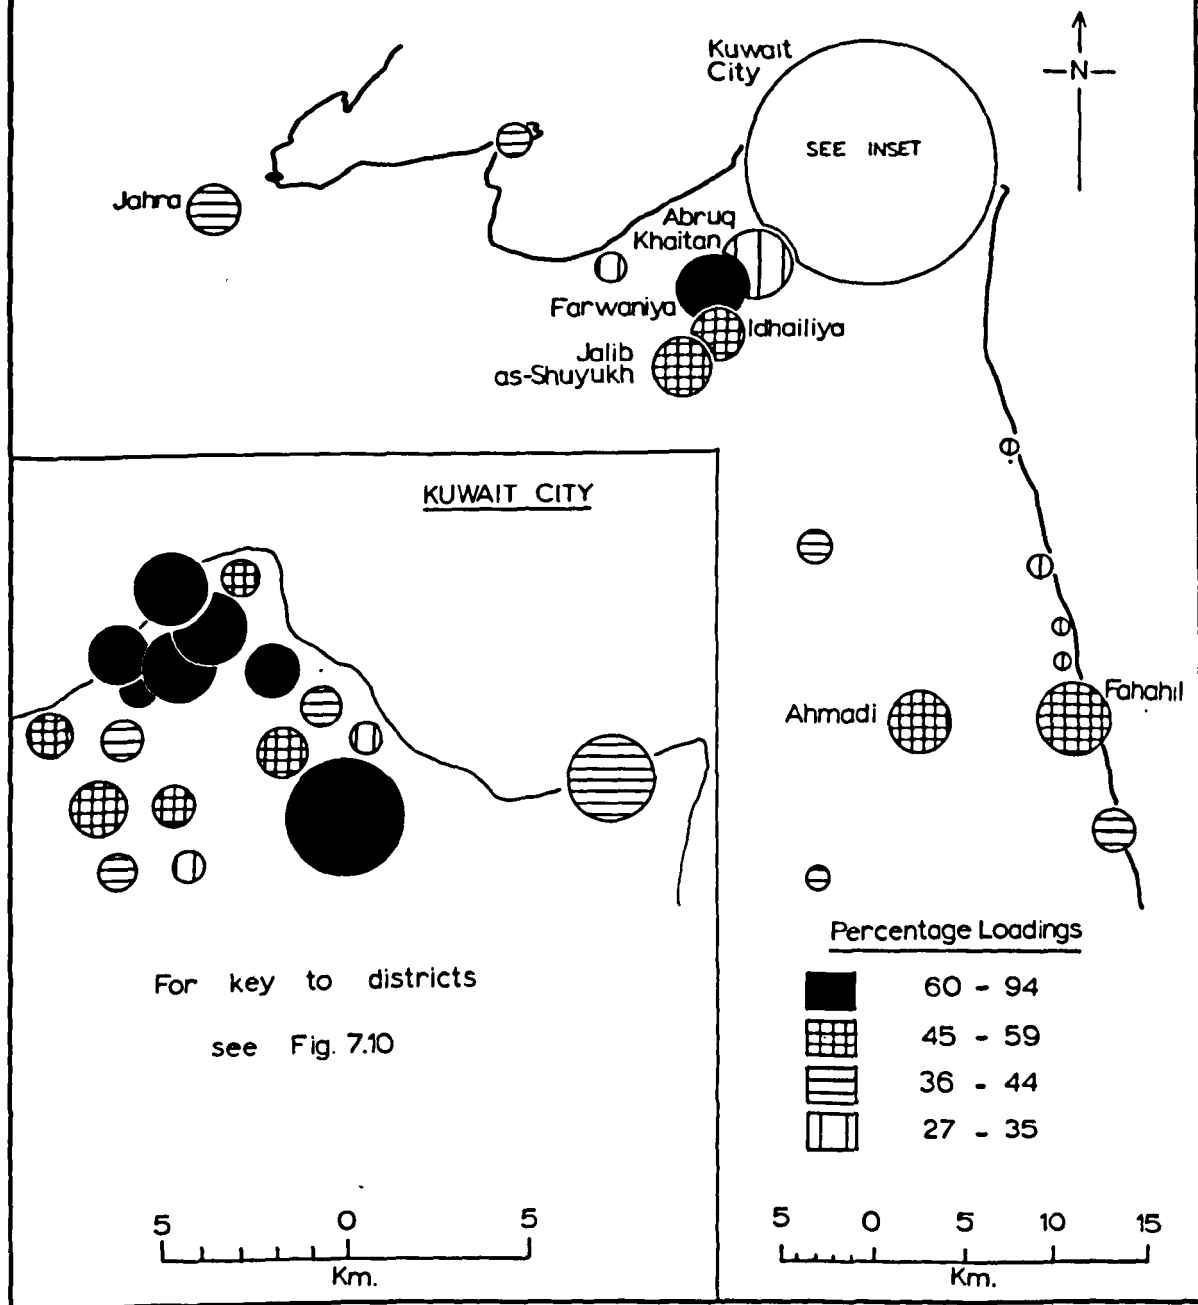 Kuwait
City
N
SEE INSET
Jahra
Abruq
Khaitan
Farwaniya
Idhailiya
Jalib
as-Shuyukh
KUWAIT CITY
Ahmadi
Fahahil
For key to districts
see Fig. 7.10
Percentage Loadings
60 - 94
45 - 59
36 - 44
27 - 35
5 0 5
Km.
5 0 5 10 15
Km.